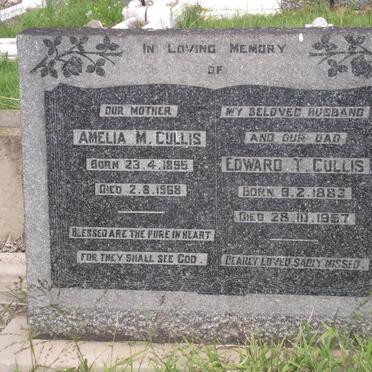 In Loving Memory
OF
OUR MOTHER
AMELIA M. CULLIS
BORN 23.4.1895
DIED 2.8.1968
BLESSED ARE THE PURE IN HEART
FOR THEY SHALL SEE GOD.
MY BELOVED HUSBAND
AND OUR DAD
EDWARD T. CULLIS
BORN 9.2.1883
DIED 28.10.1957
DEARLY LOVED, SADLY MISSED.